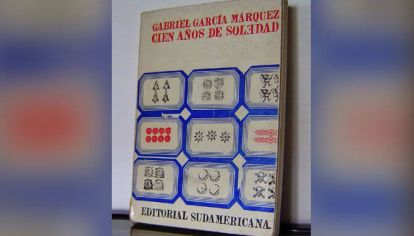 GABRIEL GARCÍA MÁRQUEZ
CIEN AÑOS DE SOLEDAD
EDITORIAL SUDAMERICANA